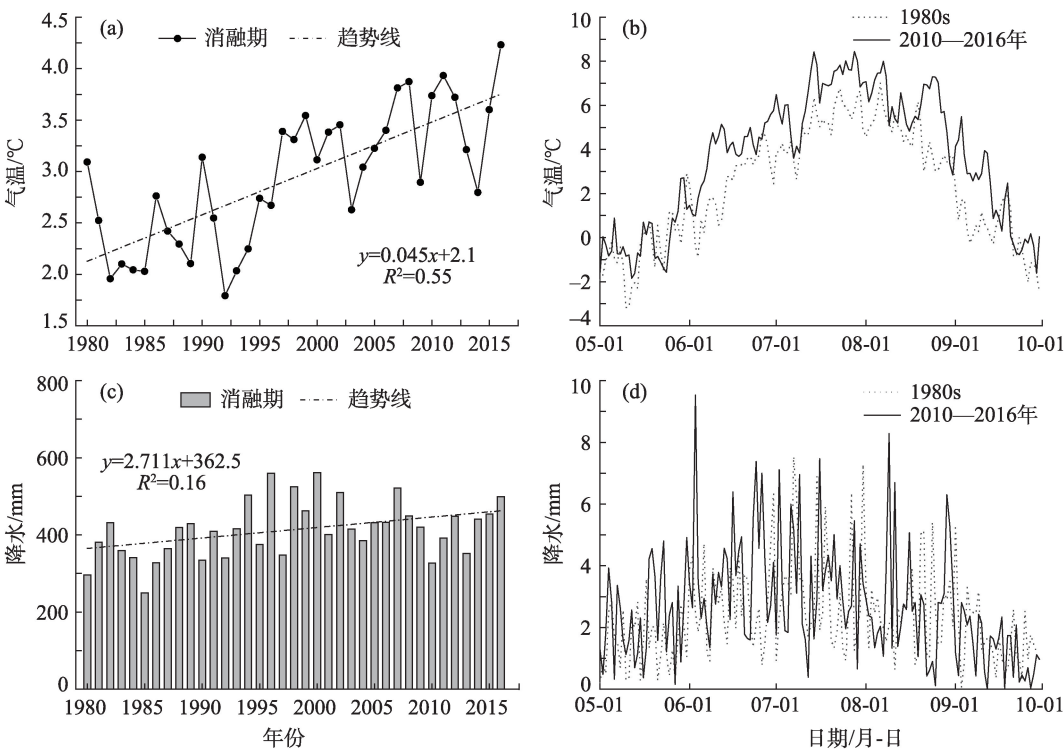 (a)
消融期
趋势线
气温/℃
4.5
4.0
3.5
3.0
2.5
2.0
1.5
y=0.045x+2.1
R²=0.55
1980
1985
1990
1995
2000
2005
2010
2015
(b)
1980s
2010—2016年
气温/℃
10
8
6
4
2
0
−2
−4
05-01
06-01
07-01
08-01
09-01
10-01
(c)
消融期
趋势线
降水/mm
800
600
400
200
0
y=2.711x+362.5
R²=0.16
1980
1985
1990
1995
2000
2005
2010
2015
年份
(d)
1980s
2010—2016年
降水/mm
10
8
6
4
2
0
05-01
06-01
07-01
08-01
09-01
10-01
日期/月-日